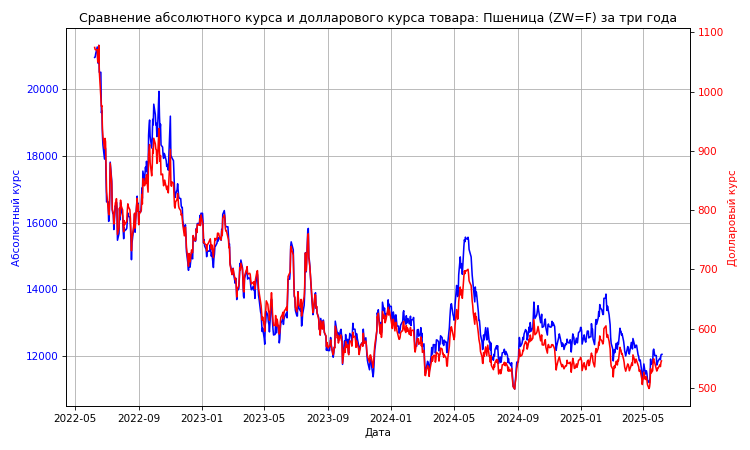 Сравнение абсолютного курса и долларового курса товара: Пшеница (ZW=F) за три года
Абсолютный курс
20000
18000
16000
14000
12000
1100
1000
900
800
700
600
500
Долларовый курс
2022-05 2022-09 2023-01 2023-05 2023-09 2024-01 2024-05 2024-09 2025-01 2025-05
Дата